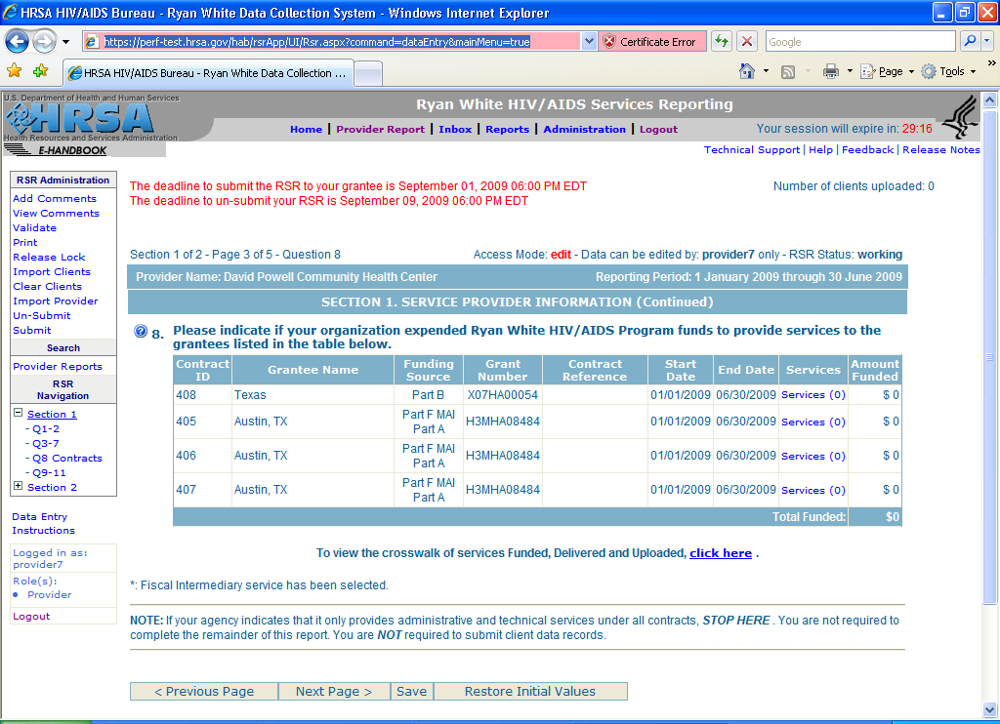 HRSA HIV/AIDS Bureau - Ryan White Data Collection System - Windows Internet Explorer
https://perf-test.hrsa.gov/hab/rsrApp/UI/Rsr.aspx?command=dataEntry&mainMenu=true
Certificate Error
Google
HRSA HIV/AIDS Bureau - Ryan White Data Collection ...
Page
Tools
U.S. Department of Health and Human Services
HRSA
Health Resources and Services Administration
E-HANDBOOK
Ryan White HIV/AIDS Services Reporting
Home | Provider Report | Inbox | Reports | Administration | Logout
Your session will expire in: 29:16
Technical Support | Help | Feedback | Release Notes
RSR Administration
Add Comments
View Comments
Validate
Print
Release Lock
Import Clients
Clear Clients
Import Provider
Un-Submit
Submit
Search
Provider Reports
RSR
Navigation
Section 1
- Q1-2
- Q3-7
- Q8 Contracts
- Q9-11
Section 2
Data Entry
Instructions
Logged in as:
provider7
Role(s):
• Provider
Logout
The deadline to submit the RSR to your grantee is September 01, 2009 06:00 PM EDT
The deadline to un-submit your RSR is September 09, 2009 06:00 PM EDT
Number of clients uploaded: 0
Section 1 of 2 - Page 3 of 5 - Question 8
Access Mode: edit - Data can be edited by: provider7 only - RSR Status: working
Provider Name: David Powell Community Health Center
Reporting Period: 1 January 2009 through 30 June 2009
SECTION 1. SERVICE PROVIDER INFORMATION (Continued)
? 8. Please indicate if your organization expended Ryan White HIV/AIDS Program funds to provide services to the
grantees listed in the table below.
Contract ID Grantee Name Funding Source Grant Number Contract Reference Start Date End Date Services Amount Funded
408 Texas Part B X07HA00054 01/01/2009 06/30/2009 Services (0) $ 0
405 Austin, TX Part F MAI Part A H3MHA08484 01/01/2009 06/30/2009 Services (0) $ 0
406 Austin, TX Part F MAI Part A H3MHA08484 01/01/2009 06/30/2009 Services (0) $ 0
407 Austin, TX Part F MAI Part A H3MHA08484 01/01/2009 06/30/2009 Services (0) $ 0
Total Funded: $0
To view the crosswalk of services Funded, Delivered and Uploaded, click here .
*: Fiscal Intermediary service has been selected.
NOTE: If your agency indicates that it only provides administrative and technical services under all contracts, STOP HERE . You are not required to
complete the remainder of this report. You are NOT required to submit client data records.
< Previous Page
Next Page >
Save
Restore Initial Values